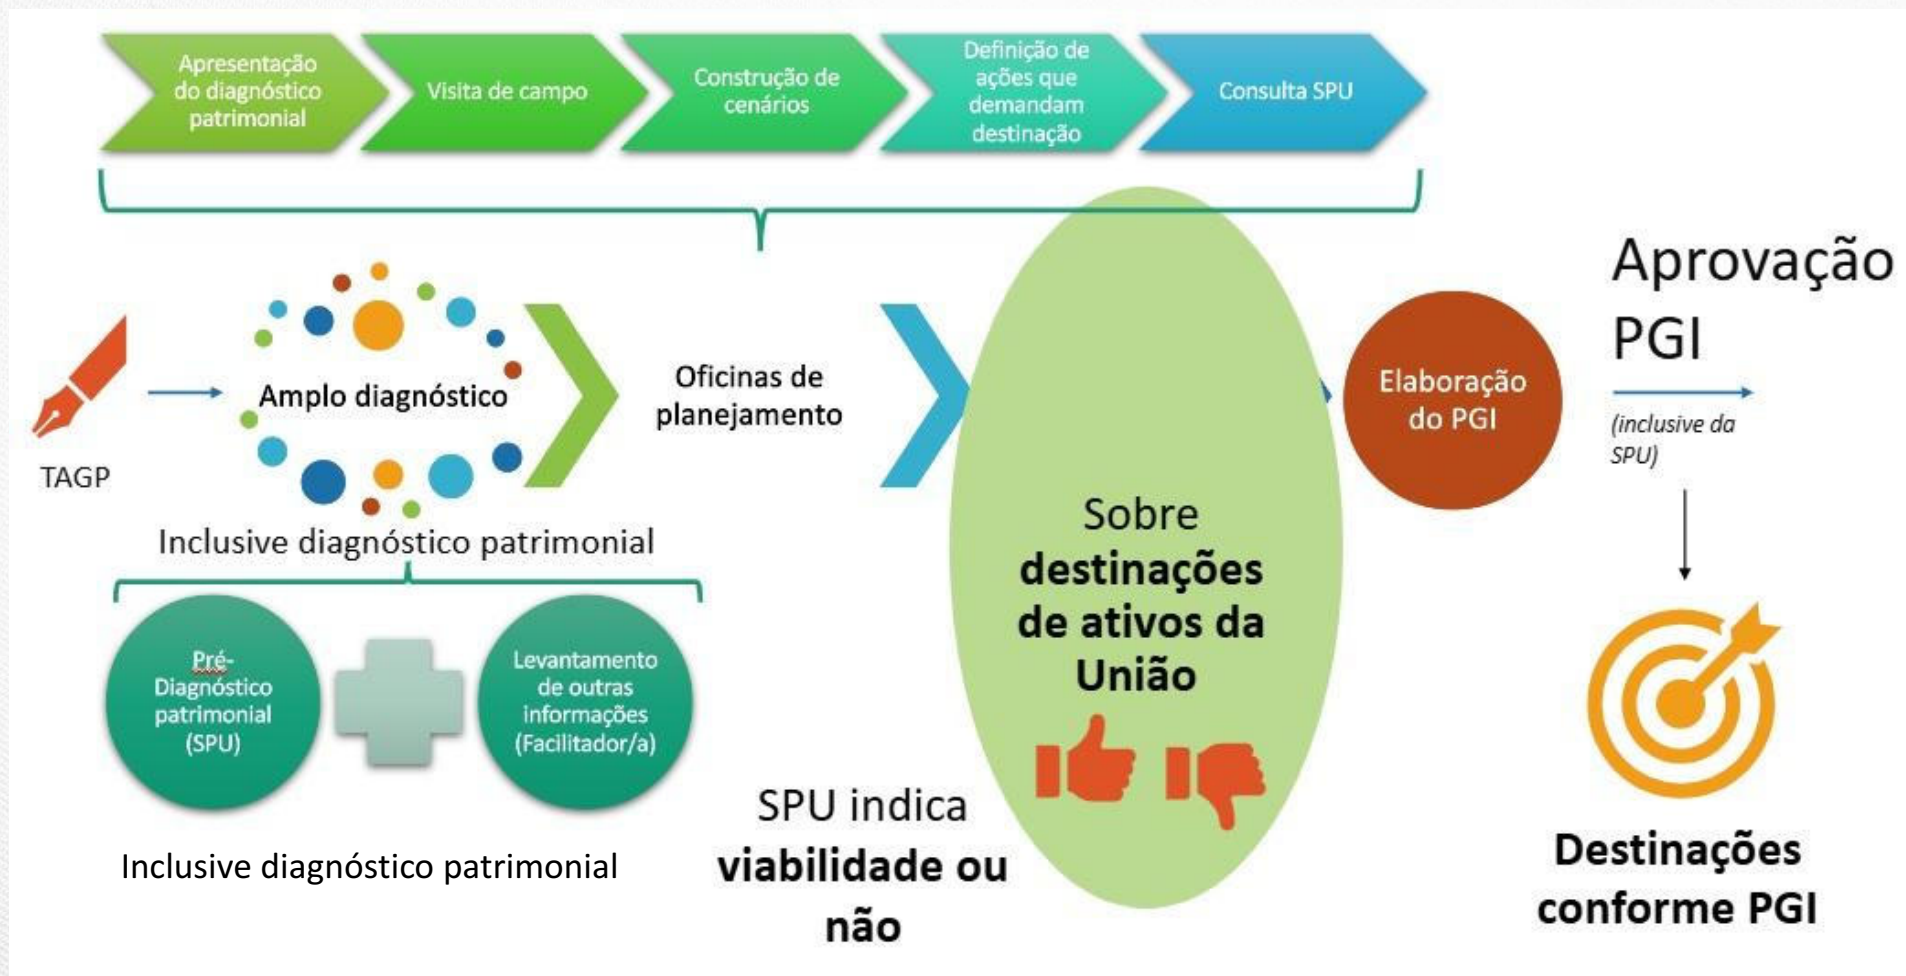 Apresentação
do diagnóstico
patrimonial
Visita de campo
Construção de
cenários
Definição de
ações que
demandam
destinação
Consulta SPU
TAGP
Amplo diagnóstico
Oficinas de
planejamento
Elaboração
do PGI
Aprovação
PGI
(inclusive da
SPU)
Inclusive diagnóstico patrimonial
Pré-
Diagnóstico
patrimonial
(SPU)
Levantamento
de outras
informações
(Facilitador/a)
Inclusive diagnóstico patrimonial
SPU indica
viabilidade ou
não
Sobre
destinações
de ativos da
União
Destinações
conforme PGI